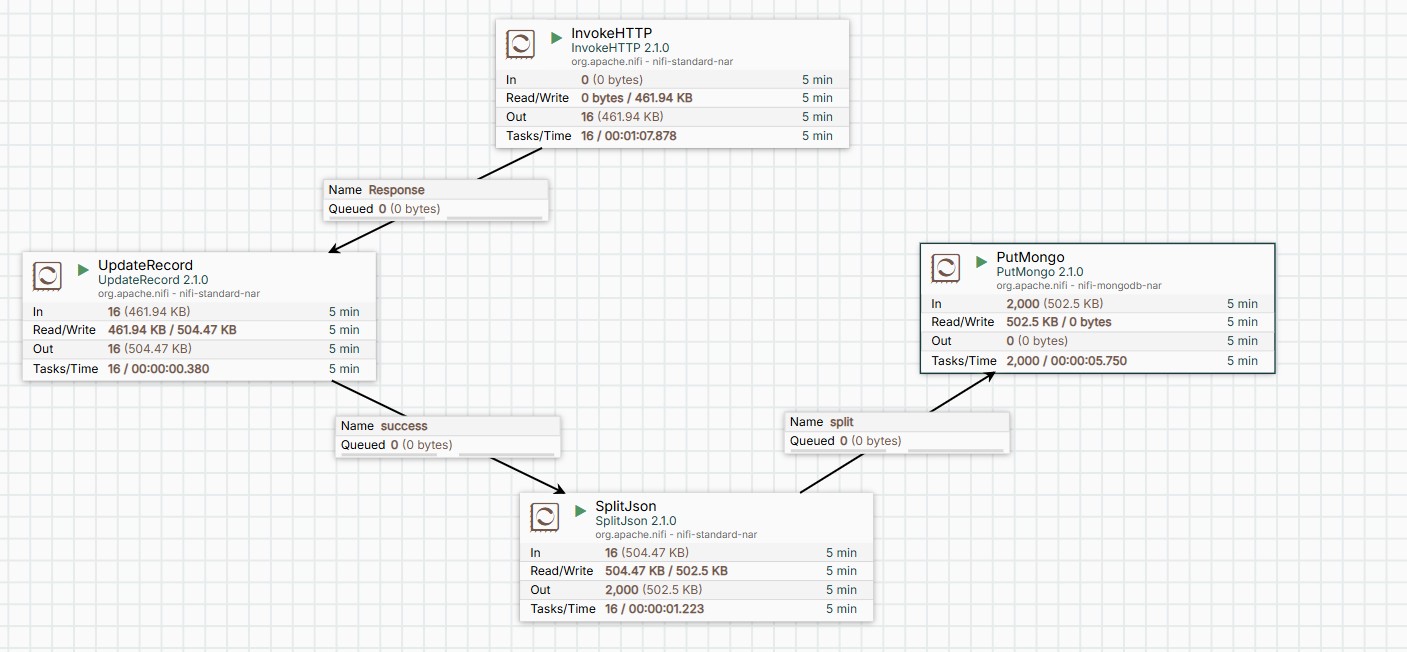 InvokeHTTP
InvokeHTTP 2.1.0
org.apache.nifi - nifi-standard-nar
In 0 (0 bytes) 5 min
Read/Write 0 bytes / 461.94 KB 5 min
Out 16 (461.94 KB) 5 min
Tasks/Time 16 / 00:01:07.878 5 min
Name Response
Queued 0 (0 bytes)
UpdateRecord
UpdateRecord 2.1.0
org.apache.nifi - nifi-standard-nar
In 16 (461.94 KB) 5 min
Read/Write 461.94 KB / 504.47 KB 5 min
Out 16 (504.47 KB) 5 min
Tasks/Time 16 / 00:00:00.380 5 min
Name success
Queued 0 (0 bytes)
SplitJson
SplitJson 2.1.0
org.apache.nifi - nifi-standard-nar
In 16 (504.47 KB) 5 min
Read/Write 504.47 KB / 502.5 KB 5 min
Out 2,000 (502.5 KB) 5 min
Tasks/Time 16 / 00:00:01.223 5 min
Name split
Queued 0 (0 bytes)
PutMongo
PutMongo 2.1.0
org.apache.nifi - nifi-mongodb-nar
In 2,000 (502.5 KB) 5 min
Read/Write 502.5 KB / 0 bytes 5 min
Out 0 (0 bytes) 5 min
Tasks/Time 2,000 / 00:00:05.750 5 min